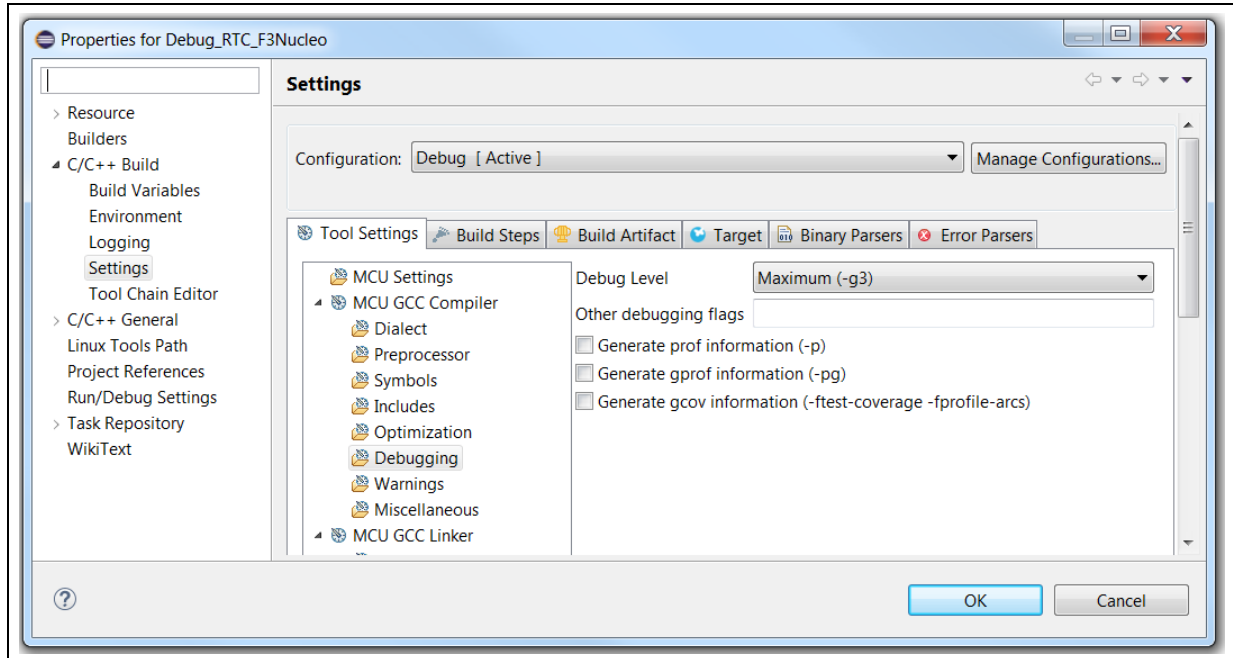 Properties for Debug_RTC_F3Nucleo
Settings
Resource
Builders
C/C++ Build
Build Variables
Environment
Logging
Settings
Tool Chain Editor
C/C++ General
Linux Tools Path
Project References
Run/Debug Settings
Task Repository
WikiText
Configuration: Debug [ Active ] Manage Configurations...
Tool Settings Build Steps Build Artifact Target Binary Parsers Error Parsers
MCU Settings
MCU GCC Compiler
Dialect
Preprocessor
Symbols
Includes
Optimization
Debugging
Warnings
Miscellaneous
MCU GCC Linker
Debug Level Maximum (-g3)
Other debugging flags
Generate prof information (-p)
Generate gprof information (-pg)
Generate gcov information (-ftest-coverage -fprofile-arcs)
OK Cancel